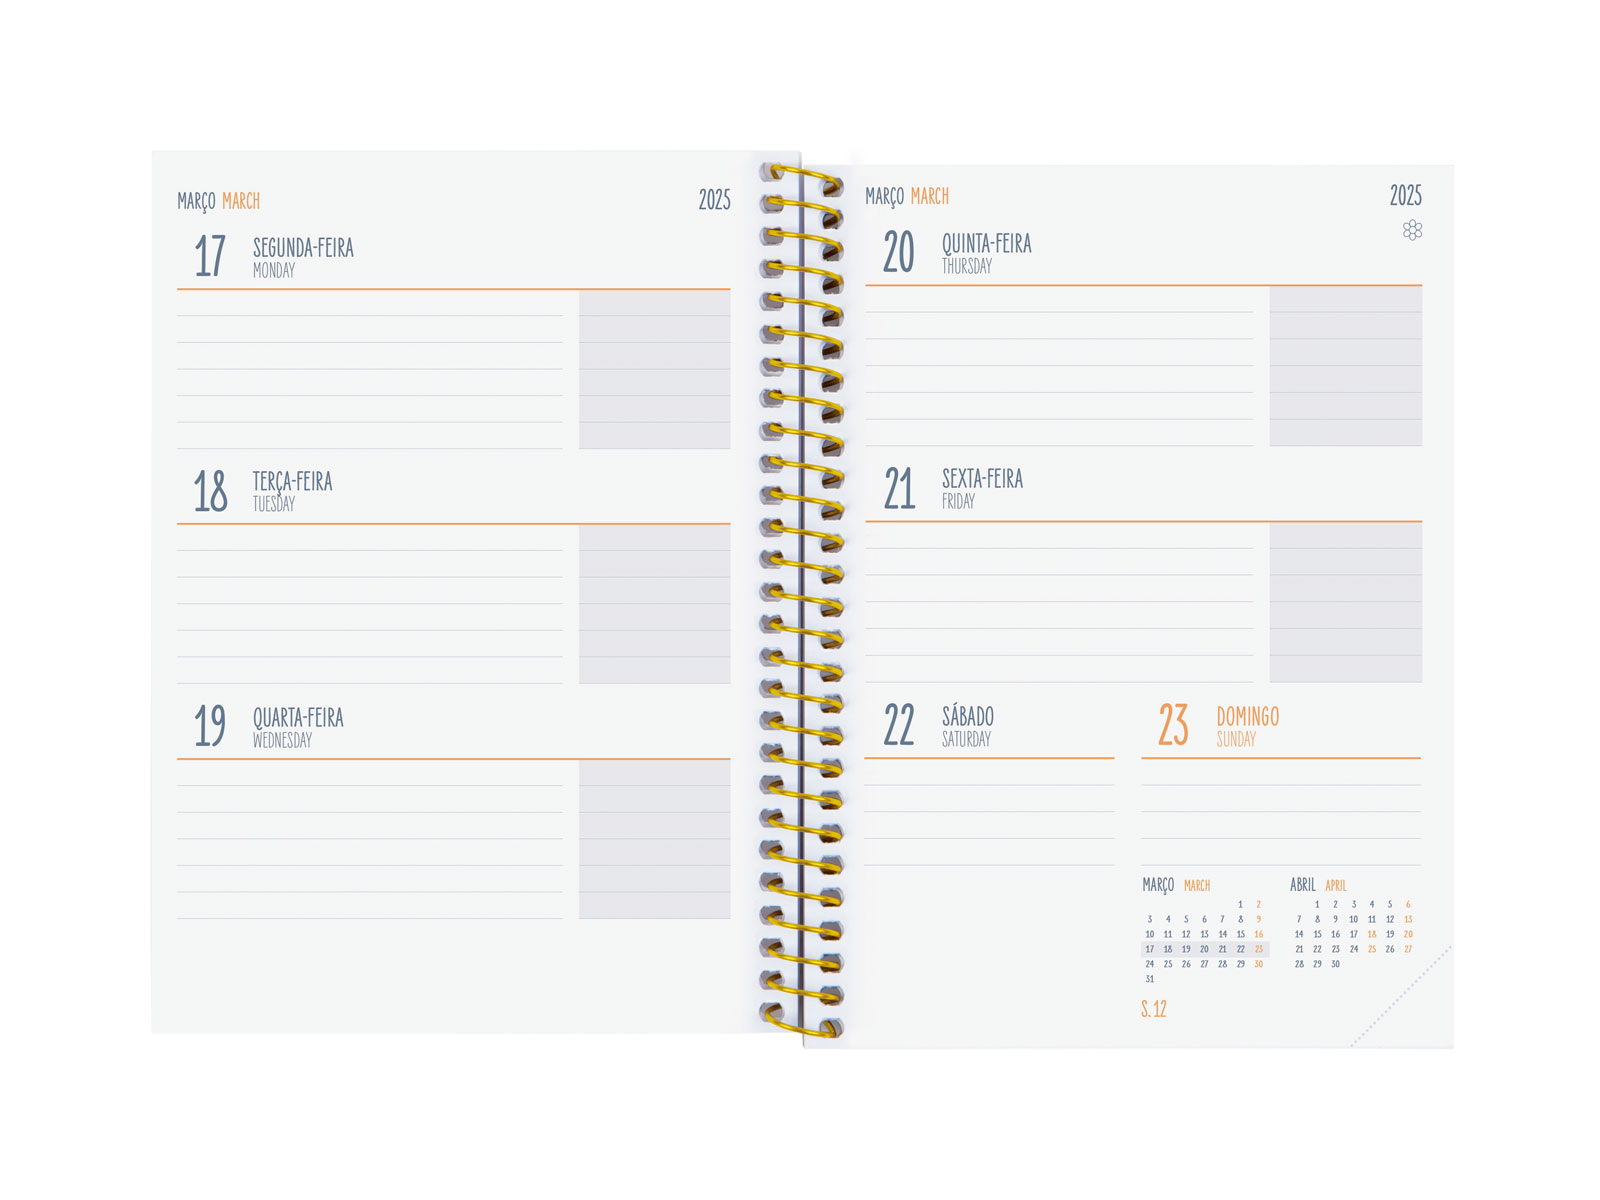 MARÇO MARCH 2025
17 SEGUNDA-FEIRA
MONDAY
18 TERÇA-FEIRA
TUESDAY
19 QUARTA-FEIRA
WEDNESDAY
MARÇO MARCH 2025
20 QUINTA-FEIRA
THURSDAY
21 SEXTA-FEIRA
FRIDAY
22 SÁBADO
SATURDAY
23 DOMINGO
SUNDAY
MARÇO MARCH
1 2
3 4 5 6 7 8 9
10 11 12 13 14 15 16
17 18 19 20 21 22 23
24 25 26 27 28 29 30
31
ABRIL APRIL
1 2 3 4 5 6
7 8 9 10 11 12 13
14 15 16 17 18 19 20
21 22 23 24 25 26 27
28 29 30
S. 12